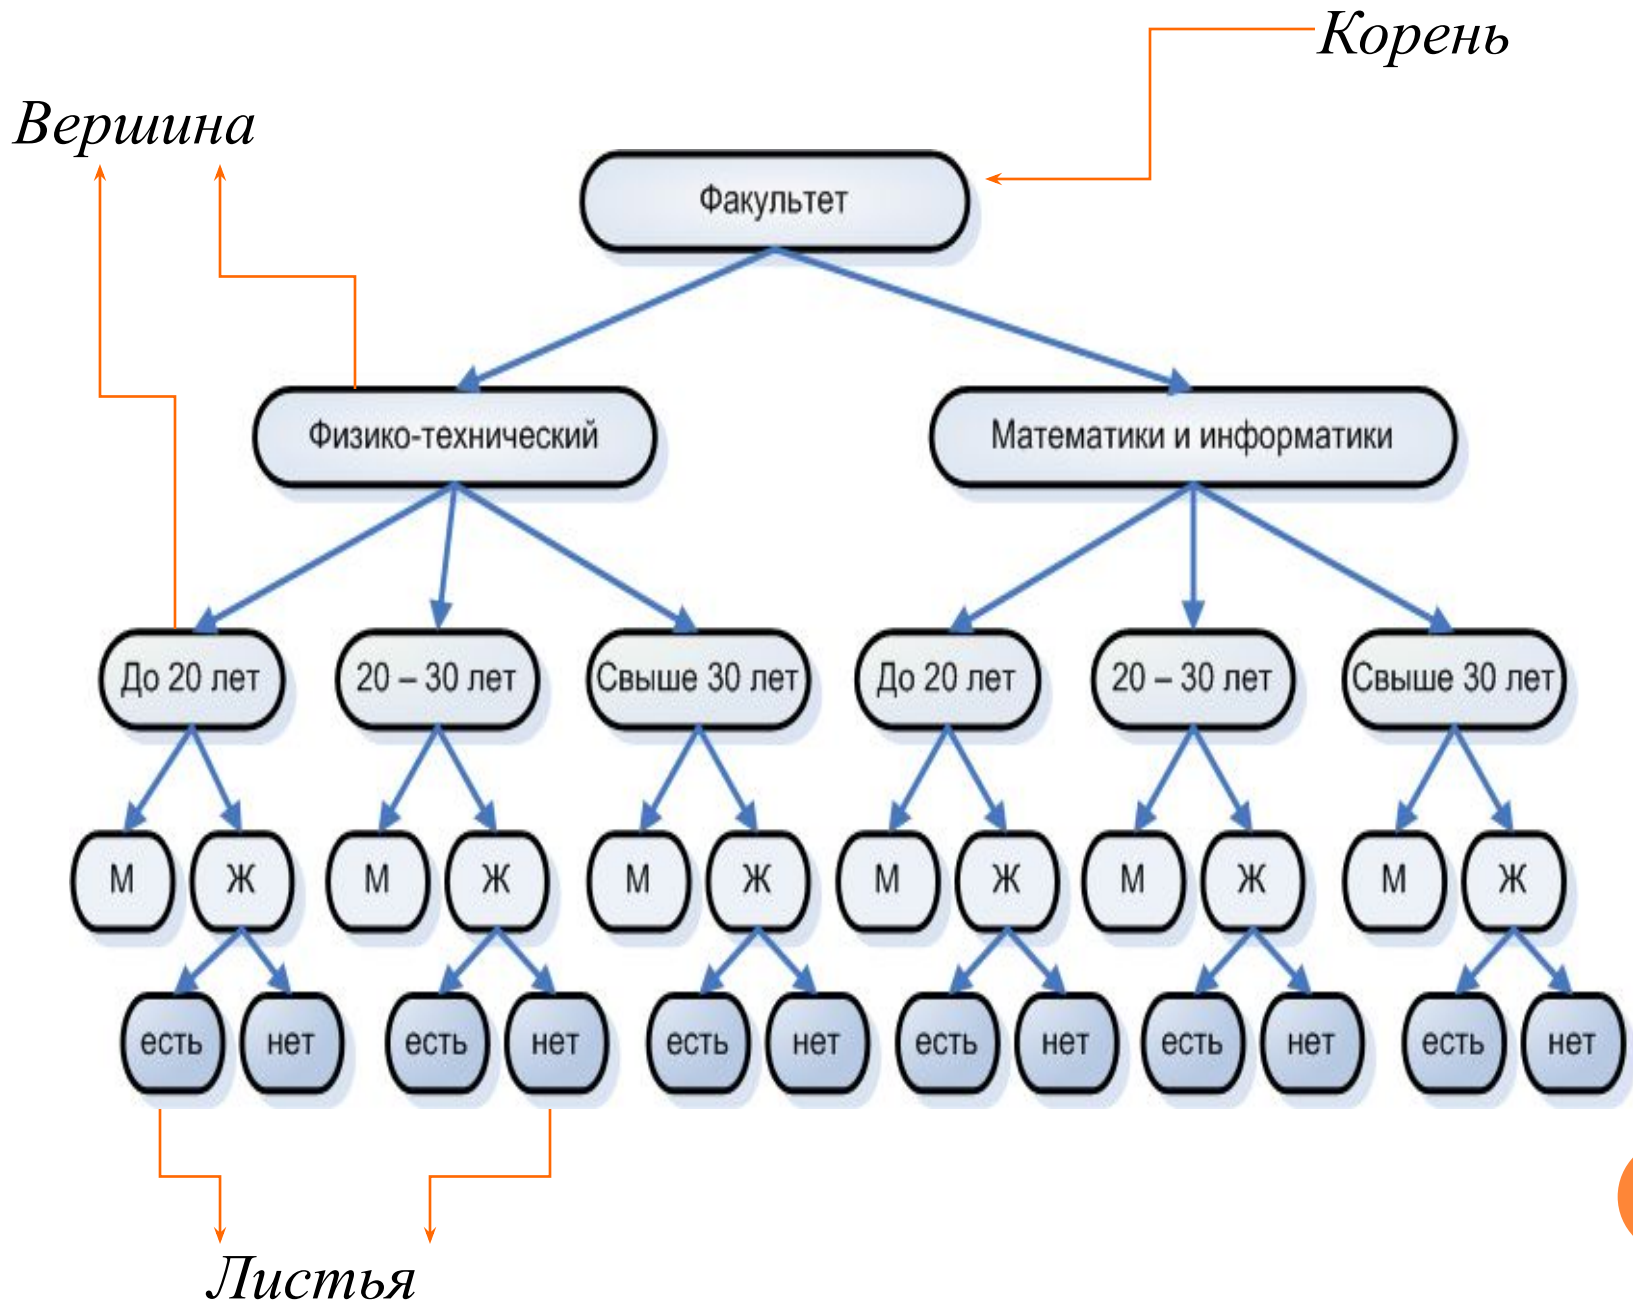 Корень
Вершина
Факультет
Физико-технический Математики и информатики
До 20 лет 20 – 30 лет Свыше 30 лет До 20 лет 20 – 30 лет Свыше 30 лет
М Ж М Ж М Ж М Ж М Ж М Ж
есть нет есть нет есть нет есть нет есть нет есть нет
Листья